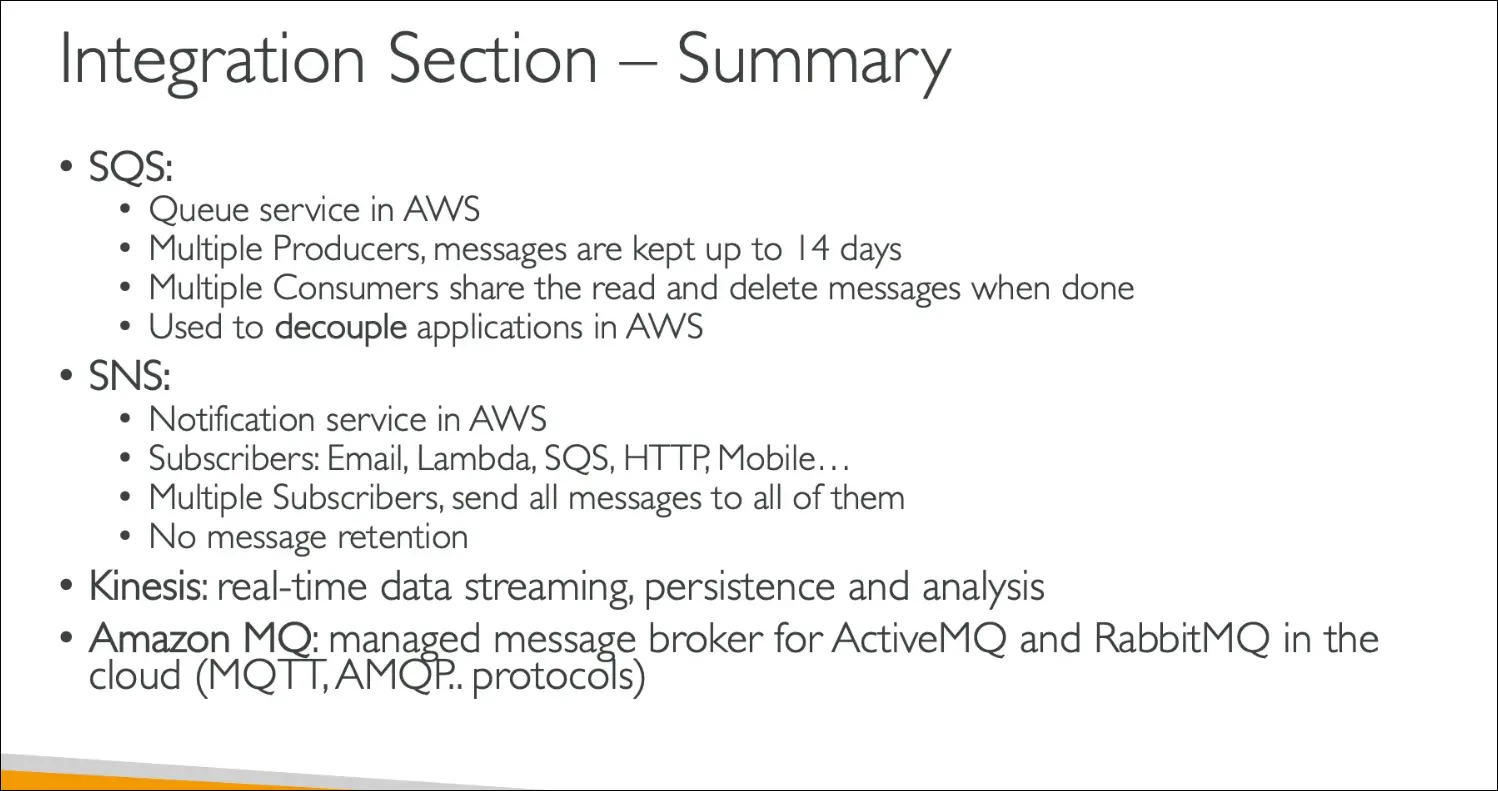 Integration Section – Summary
• SQS:
• Queue service in AWS
• Multiple Producers, messages are kept up to 14 days
• Multiple Consumers share the read and delete messages when done
• Used to decouple applications in AWS
• SNS:
• Notification service in AWS
• Subscribers: Email, Lambda, SQS, HTTP, Mobile…
• Multiple Subscribers, send all messages to all of them
• No message retention
• Kinesis: real-time data streaming, persistence and analysis
• Amazon MQ: managed message broker for ActiveMQ and RabbitMQ in the
cloud (MQTT, AMQP.. protocols)